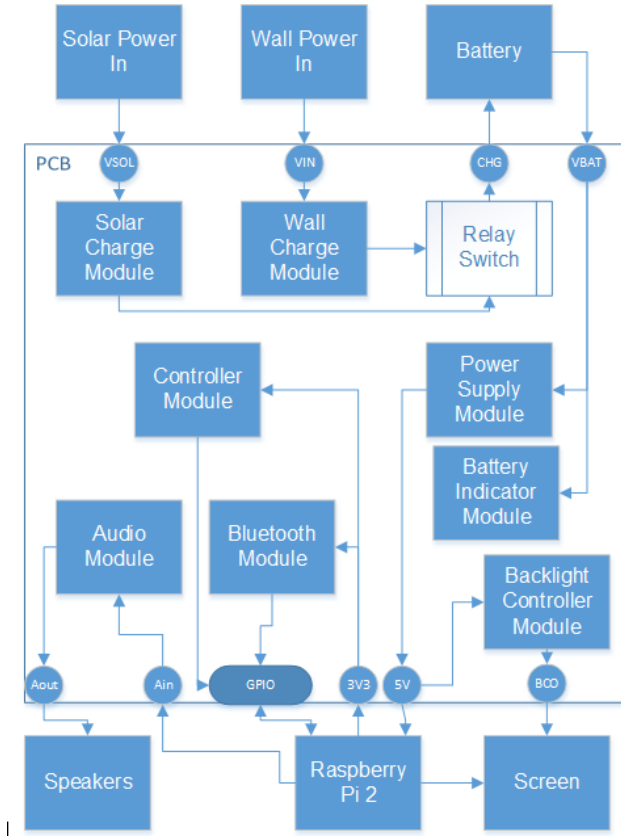 Solar Power
In
Wall Power
In
Battery
PCB
VSOL
VIN
CHG
VBAT
Solar
Charge
Module
Wall
Charge
Module
Relay
Switch
Controller
Module
Power
Supply
Module
Battery
Indicator
Module
Audio
Module
Bluetooth
Module
Backlight
Controller
Module
Aout
Ain
GPIO
3V3
5V
BCO
Speakers
Raspberry
Pi 2
Screen